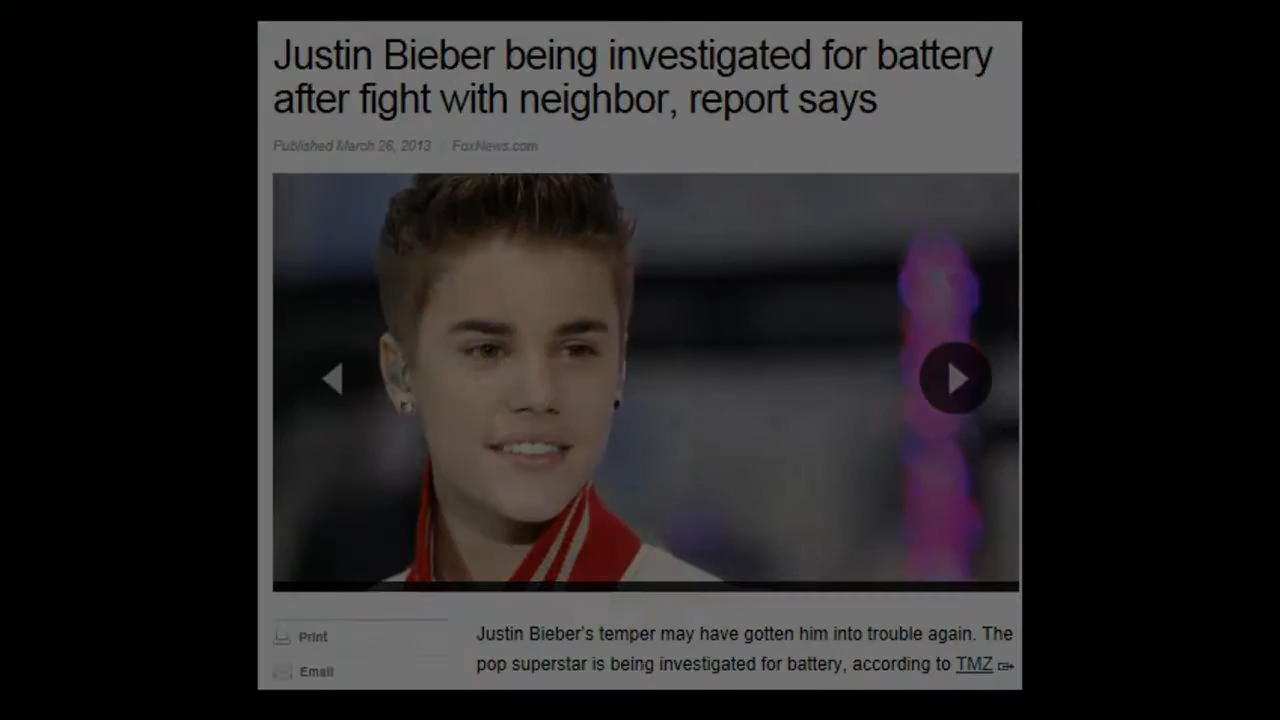 Justin Bieber being investigated for battery
after fight with neighbor, report says
Published March 26, 2013 | FoxNews.com
Print
Email
Justin Bieber's temper may have gotten him into trouble again. The
pop superstar is being investigated for battery, according to TMZ